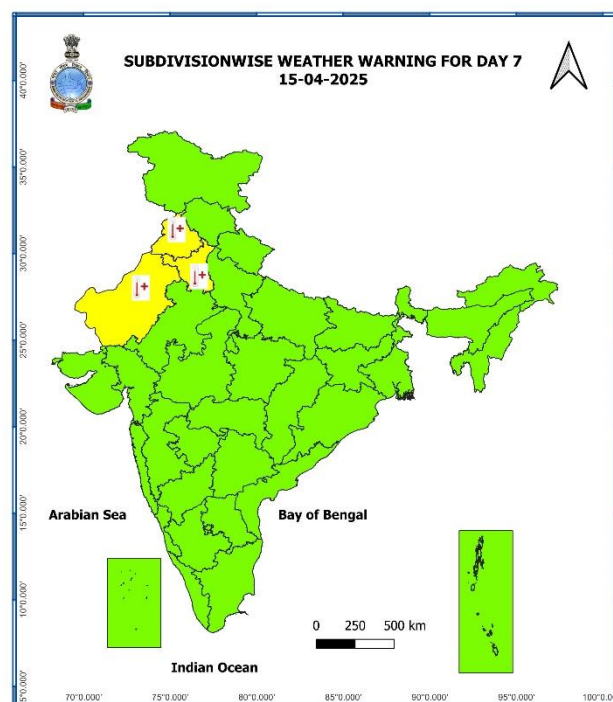 SUBDIVISIONWISE WEATHER WARNING FOR DAY 7
15-04-2025
40°0.000'
35°0.000'
30°0.000'
25°0.000'
20°0.000'
15°0.000'
10°0.000'
5°0.000'
Arabian Sea
Bay of Bengal
0 250 500 km
Indian Ocean
70°0.000' 75°0.000' 80°0.000' 85°0.000' 90°0.000' 95°0.000' 100°0.0